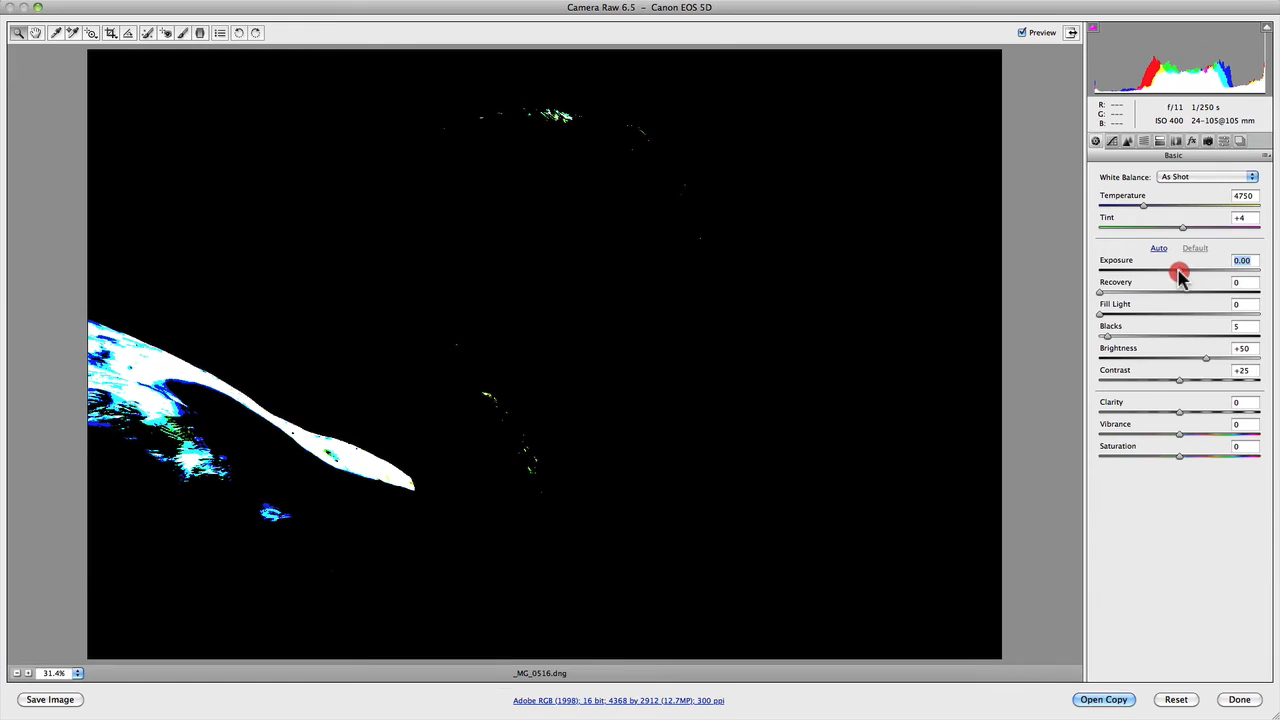 Camera Raw 6.5 - Canon EOS 5D
Preview
R: ---
G: ---
B: ---
f/11 1/250 s
ISO 400 24-105@105 mm
Basic
White Balance: As Shot
Temperature 4750
Tint +4
Auto Default
Exposure 0.00
Recovery 0
Fill Light 0
Blacks 5
Brightness +50
Contrast +25
Clarity 0
Vibrance 0
Saturation 0
31.4%
_MG_0516.dng
Save Image
Adobe RGB (1998); 16 bit; 4368 by 2912 (12.7MP); 300 ppi
Open Copy Reset Done